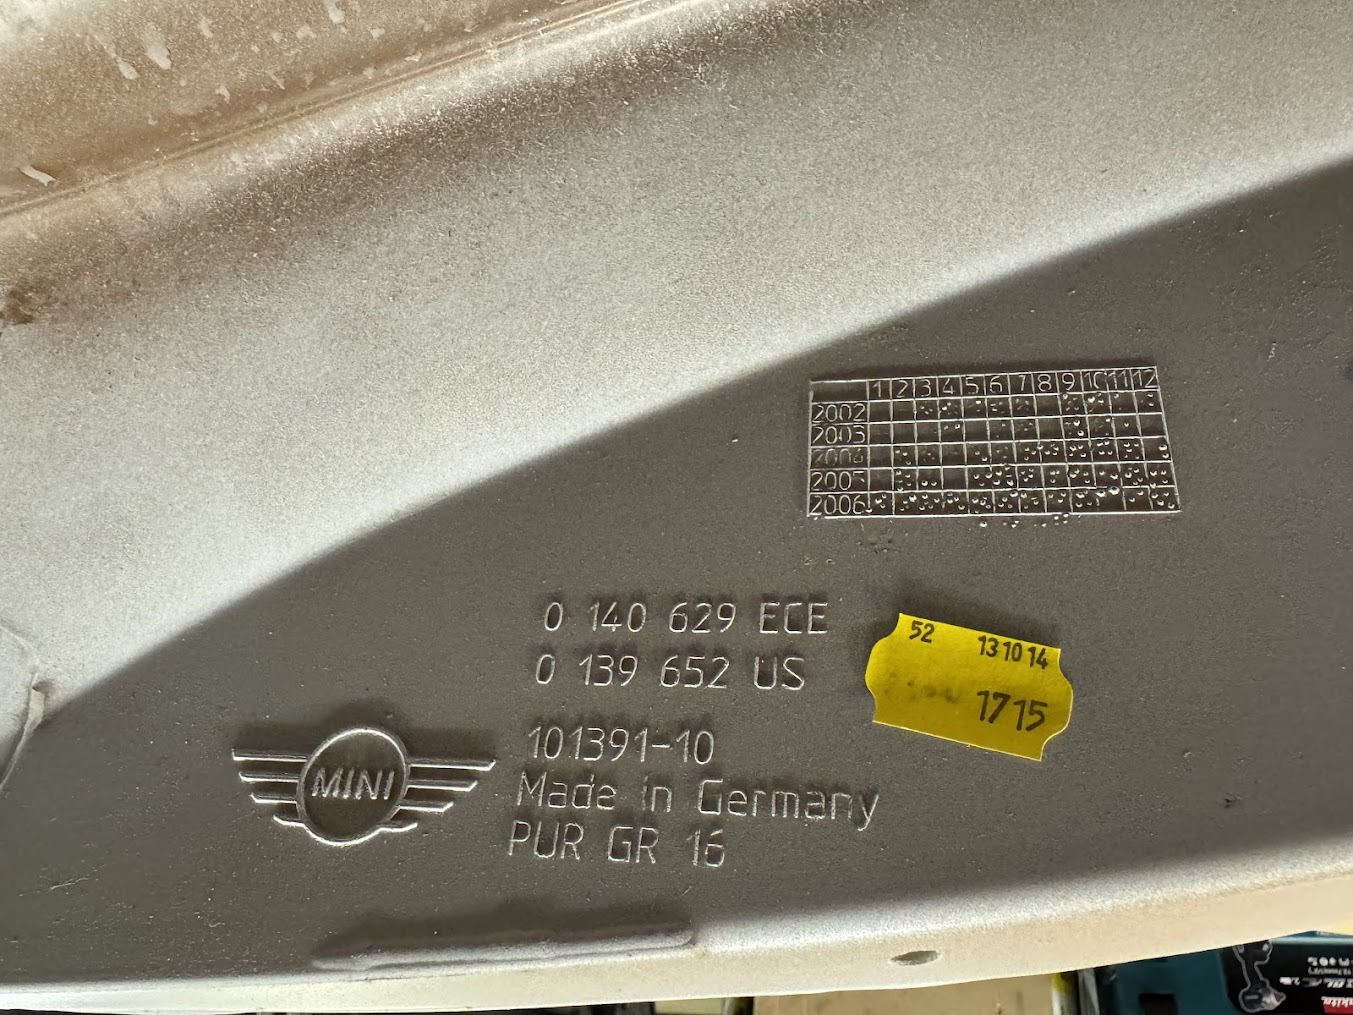 1 2 3 4 5 6 7 8 9 10 11 12
2002
2003
2004
2005
2006
0 140 629 ECE
0 139 652 US
52 13 10 14
1715
101391-10
MINI
Made in Germany
PUR GR 16